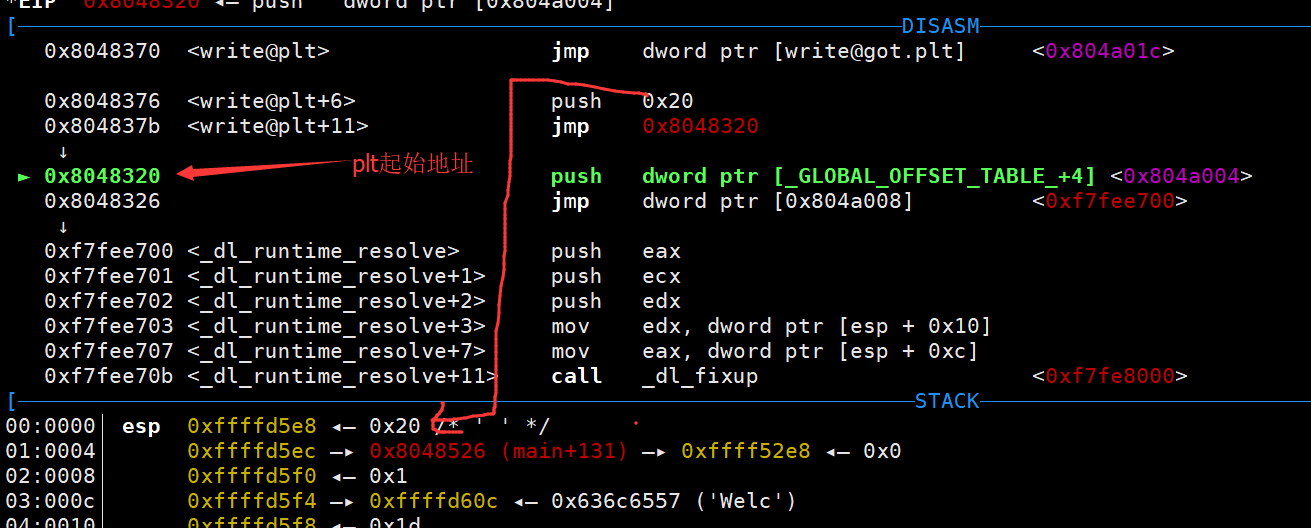 *EIP  0x8048320 ◂— push   dword ptr [0x804a004]
[ DISASM
0x8048370  <write@plt>                  jmp    dword ptr [write@got.plt]     <0x804a01c>
0x8048376  <write@plt+6>                push   0x20
0x804837b  <write@plt+11>               jmp    0x8048320
↓
► 0x8048320                             push   dword ptr [_GLOBAL_OFFSET_TABLE_+4] <0x804a004>
plt起始地址
0x8048326                               jmp    dword ptr [0x804a008]         <0xf7fee700>
↓
0xf7fee700 <_dl_runtime_resolve>        push   eax
0xf7fee701 <_dl_runtime_resolve+1>      push   ecx
0xf7fee702 <_dl_runtime_resolve+2>      push   edx
0xf7fee703 <_dl_runtime_resolve+3>      mov    edx, dword ptr [esp + 0x10]
0xf7fee707 <_dl_runtime_resolve+7>      mov    eax, dword ptr [esp + 0xc]
0xf7fee70b <_dl_runtime_resolve+11>     call   _dl_fixup                     <0xf7fe8000>
[ STACK
00:0000│ esp  0xffffd5e8 ◂— 0x20 /* ' ' */
01:0004│      0xffffd5ec —▸ 0x8048526 (main+131) —▸ 0xffff52e8 ◂— 0x0
02:0008│      0xffffd5f0 ◂— 0x1
03:000c│      0xffffd5f4 —▸ 0xffffd60c ◂— 0x636c6557 ('Welc')
04:0010│      0xffffd5f8 ◂— 0x1d